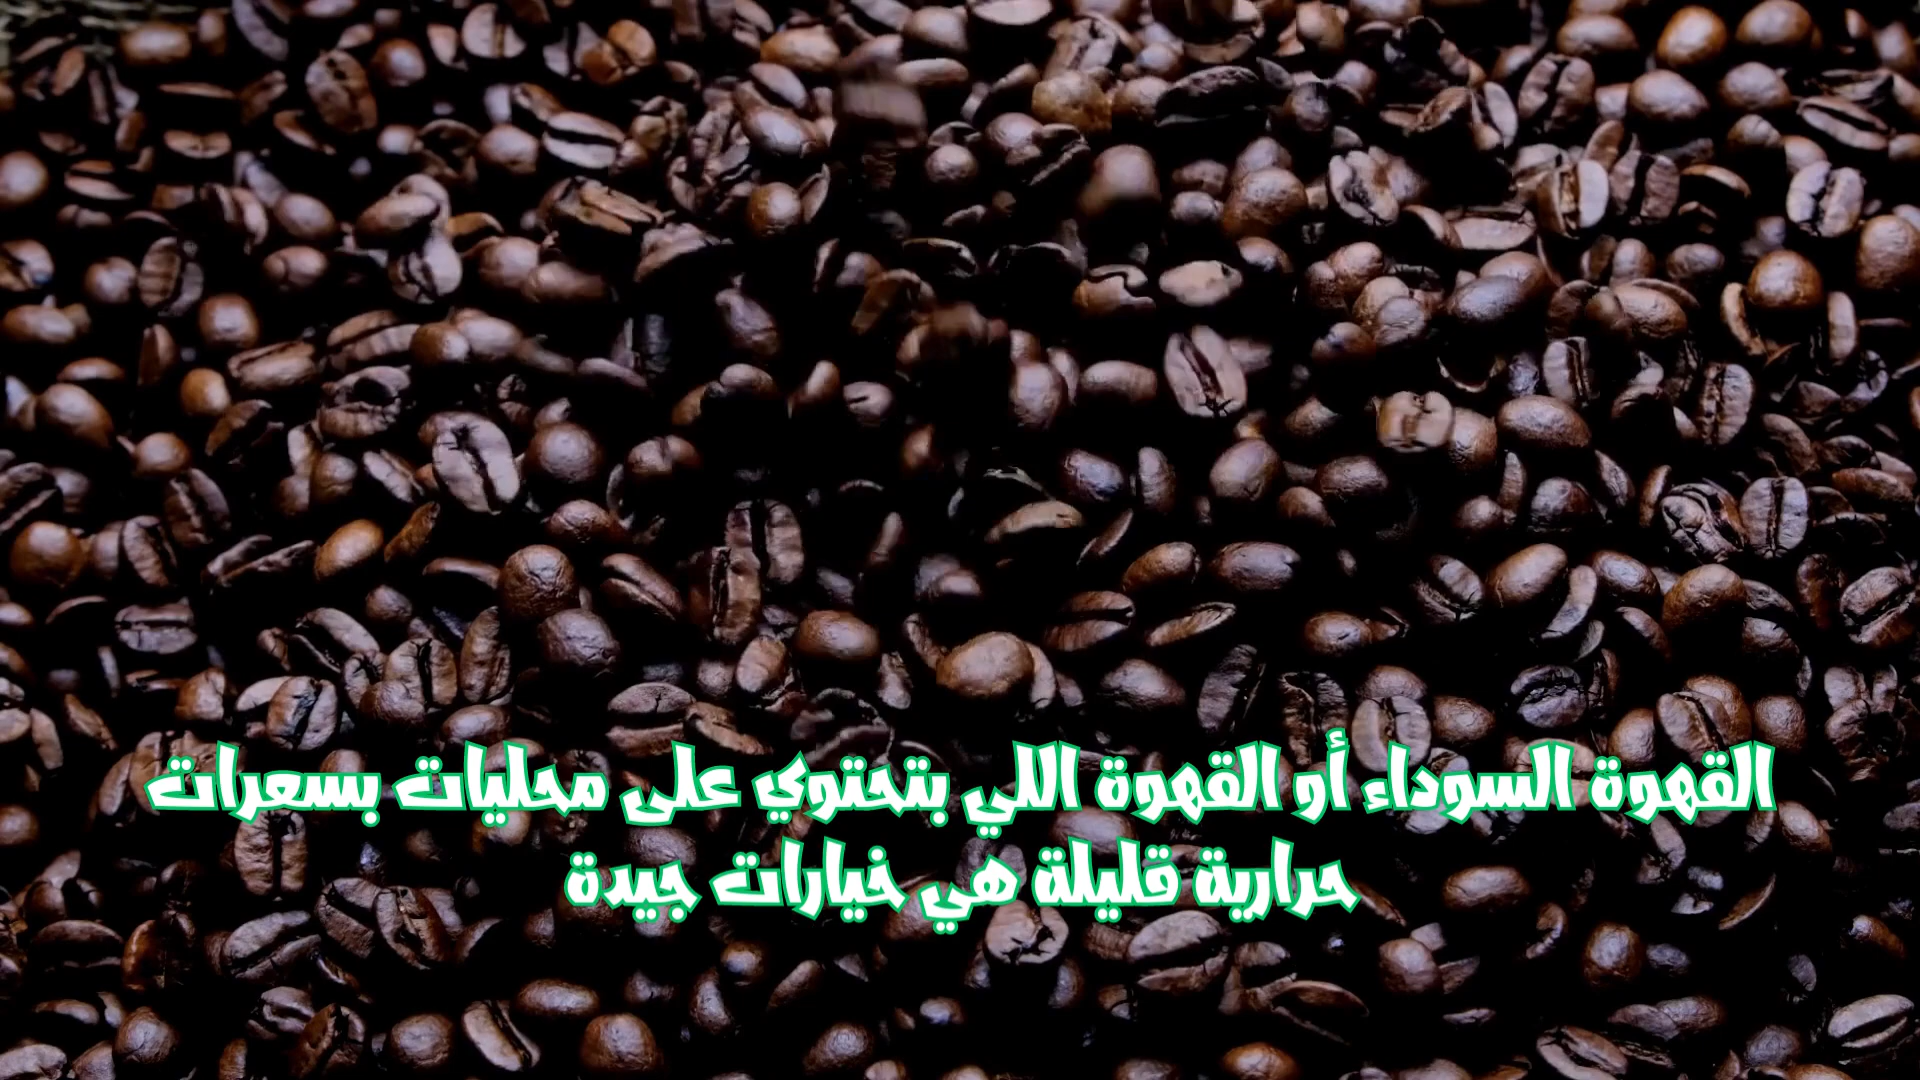 القهوة السوداء أو القهوة اللي بتحتوي على محليات بسعرات
حرارية قليلة هي خيارات جيدة